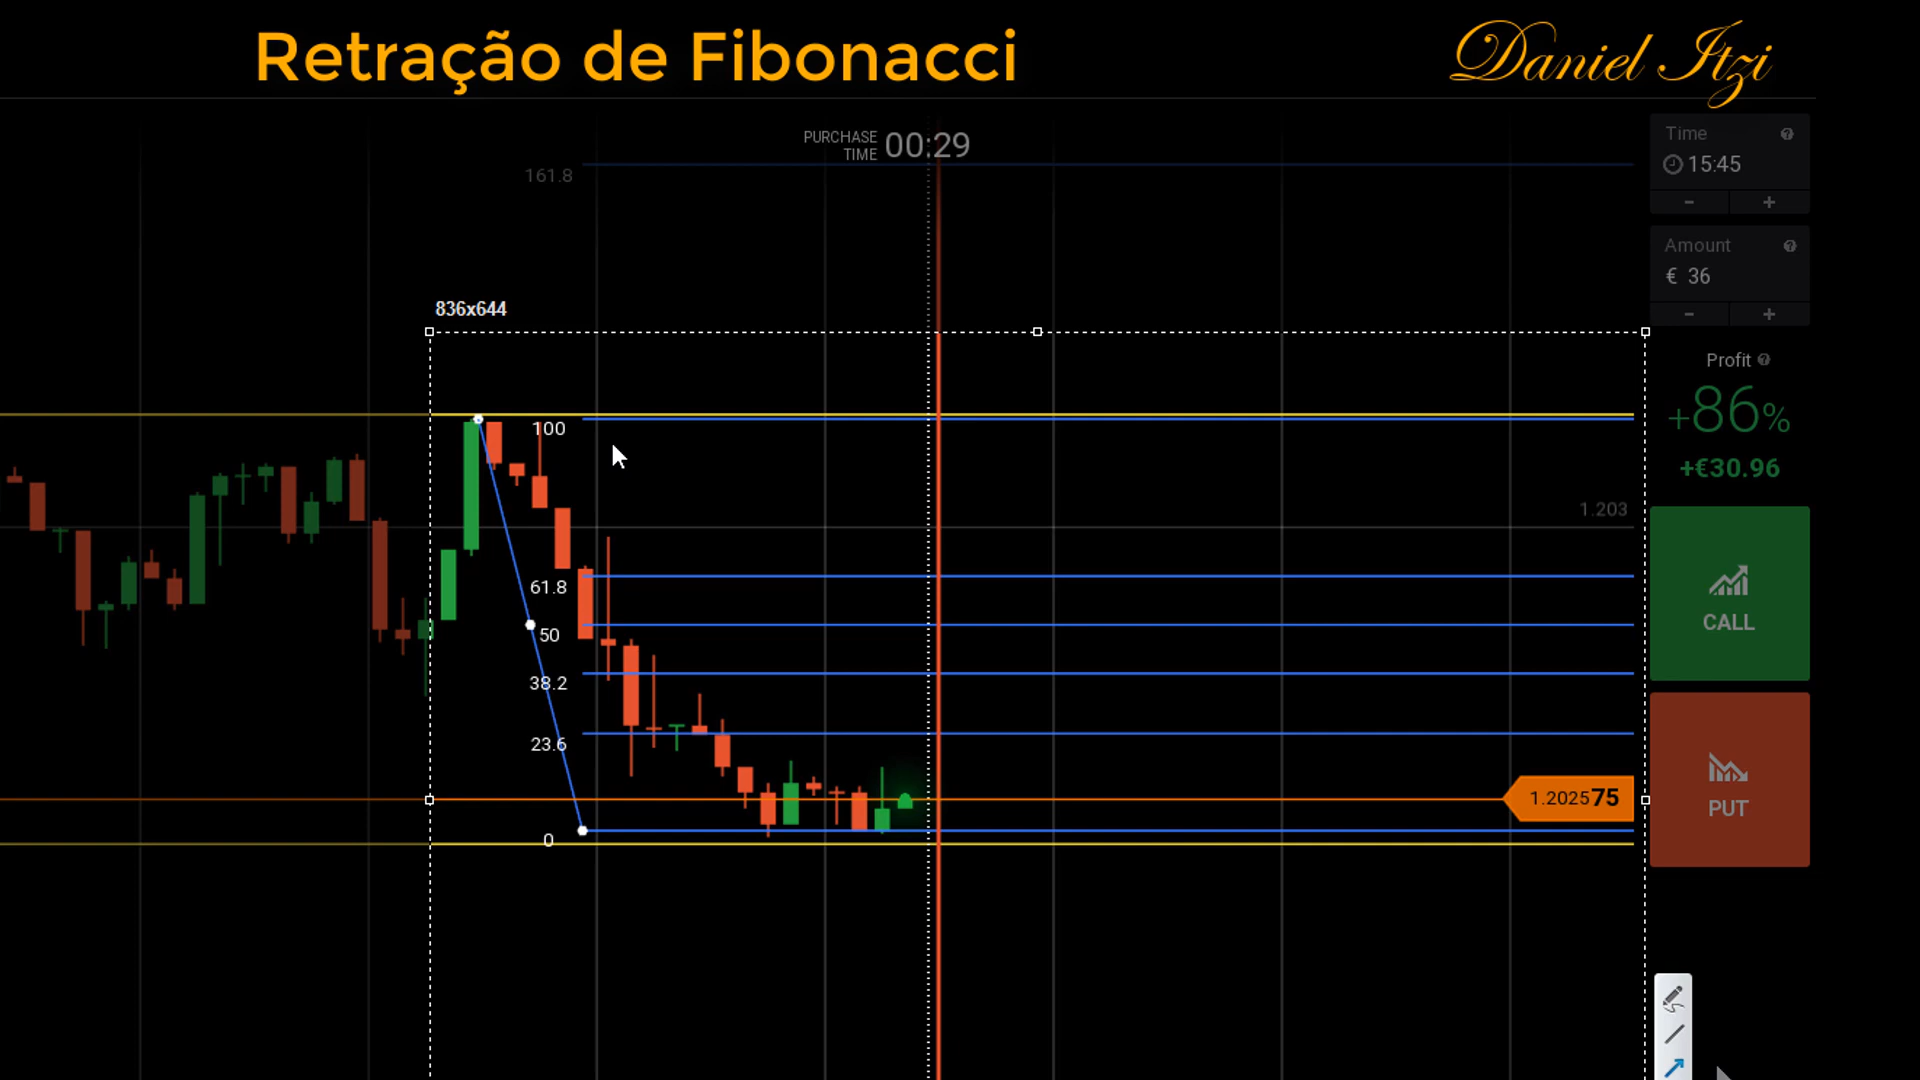 Retração de Fibonacci
Daniel Itzi
PURCHASE
TIME
00:29
161.8
836x644
100
61.8
50
38.2
23.6
0
1.203
1.202575
Time
15:45
- +
Amount
€ 36
- +
Profit
+86%
+€30.96
CALL
PUT